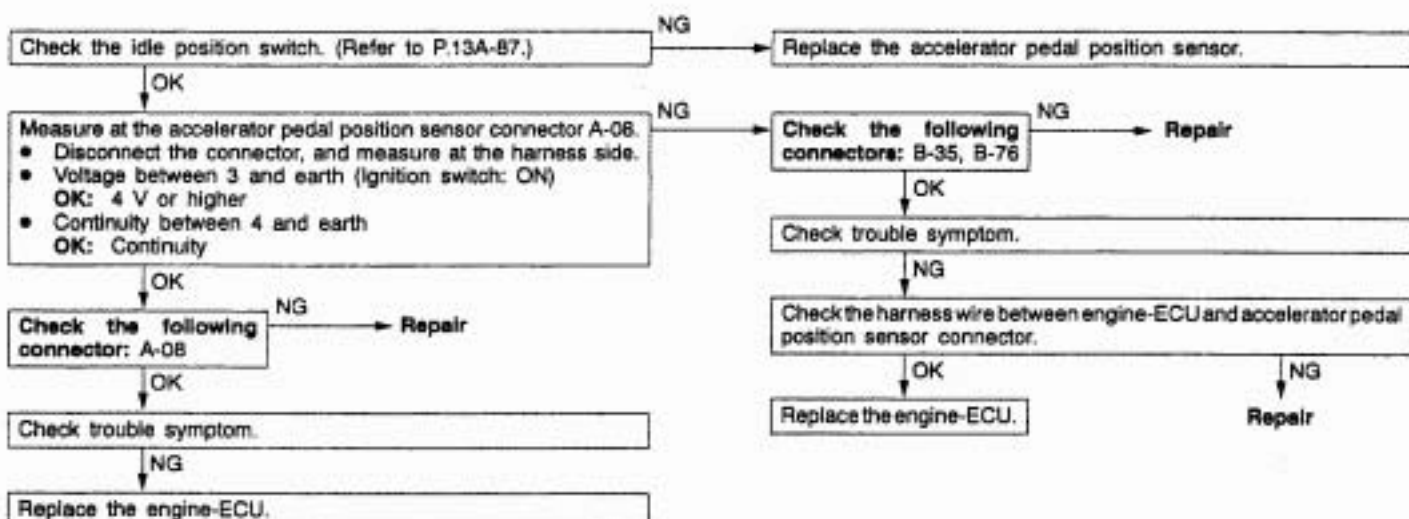 Check the idle position switch. (Refer to P.13A-87.)
NG
Replace the accelerator pedal position sensor.
OK
Measure at the accelerator pedal position sensor connector A-08.
● Disconnect the connector, and measure at the harness side.
● Voltage between 3 and earth (Ignition switch: ON)
OK: 4 V or higher
● Continuity between 4 and earth
OK: Continuity
NG
Check the following
connectors: B-35, B-76
NG
Repair
OK
Check trouble symptom.
NG
Check the harness wire between engine-ECU and accelerator pedal
position sensor connector.
OK
Replace the engine-ECU.
NG
Repair
OK
Check the following
connector: A-08
NG
Repair
OK
Check trouble symptom.
NG
Replace the engine-ECU.